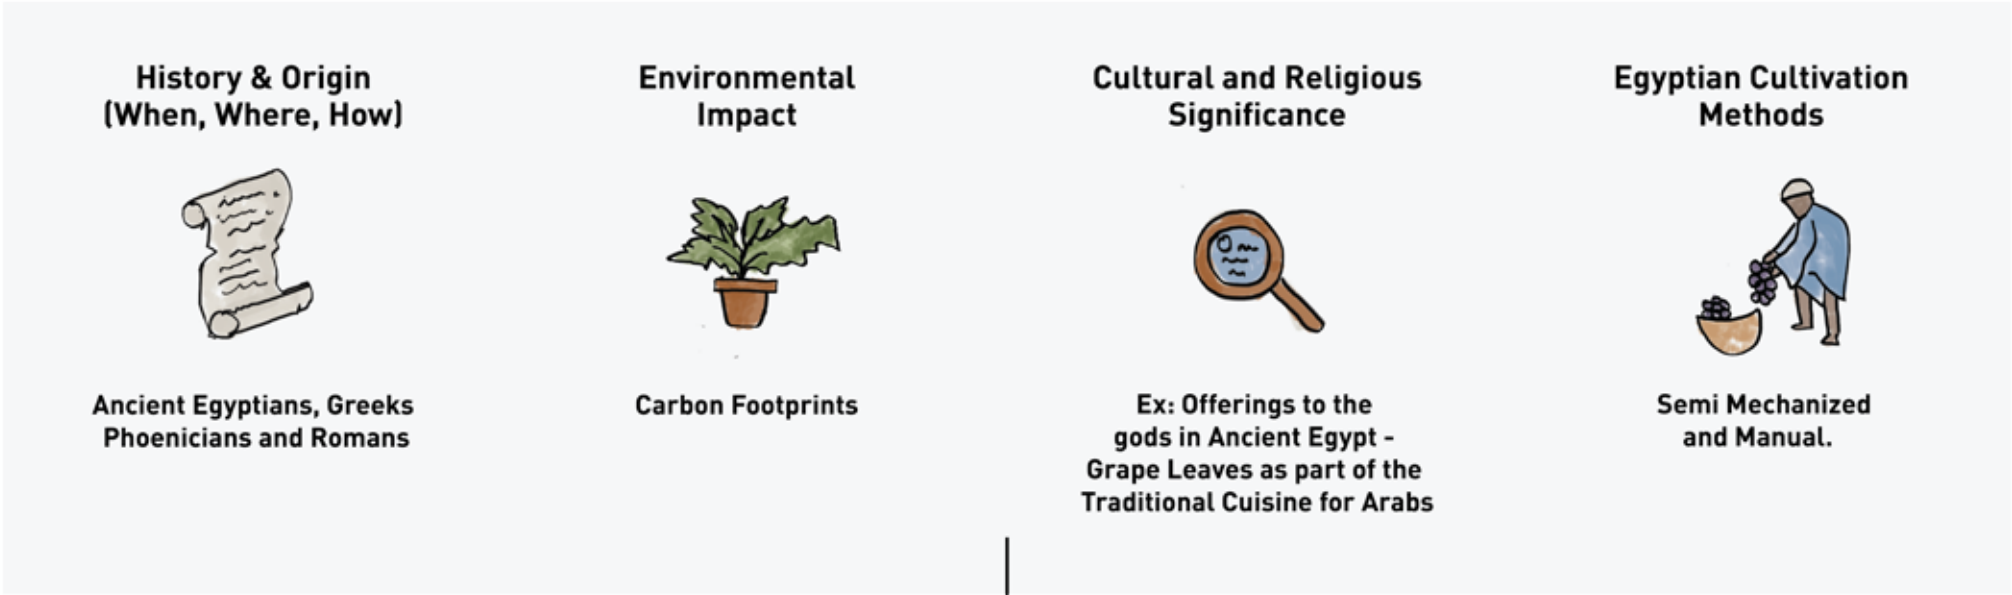 History & Origin
(When, Where, How)
Ancient Egyptians, Greeks
Phoenicians and Romans
Environmental
Impact
Carbon Footprints
Cultural and Religious
Significance
Ex: Offerings to the
gods in Ancient Egypt -
Grape Leaves as part of the
Traditional Cuisine for Arabs
Egyptian Cultivation
Methods
Semi Mechanized
and Manual.